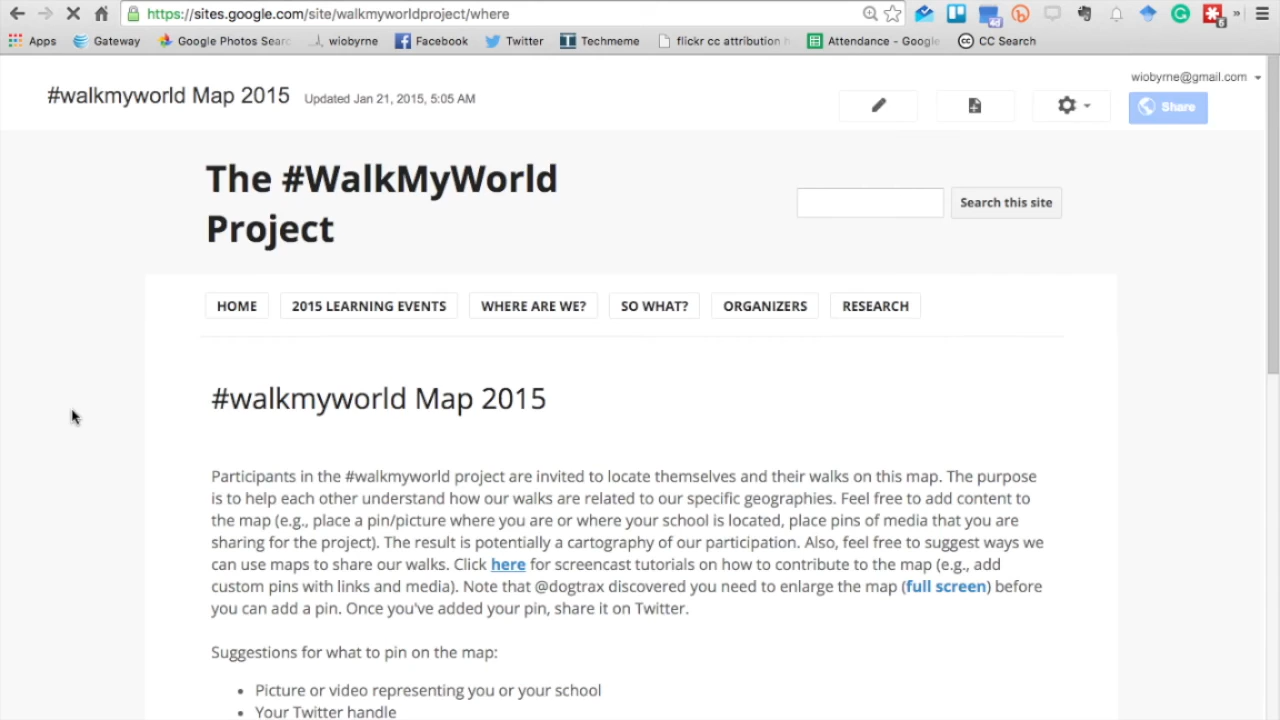 https://sites.google.com/site/walkmyworldproject/where
Apps Gateway Google Photos Sear wiobyrne Facebook Twitter Techmeme flickr cc attribution h Attendance - Google CC Search
wiobyrne@gmail.com
#walkmyworld Map 2015 Updated Jan 21, 2015, 5:05 AM
Share
The #WalkMyWorld
Project
Search this site
HOME 2015 LEARNING EVENTS WHERE ARE WE? SO WHAT? ORGANIZERS RESEARCH
#walkmyworld Map 2015
Participants in the #walkmyworld project are invited to locate themselves and their walks on this map. The purpose
is to help each other understand how our walks are related to our specific geographies. Feel free to add content to
the map (e.g., place a pin/picture where you are or where your school is located, place pins of media that you are
sharing for the project). The result is potentially a cartography of our participation. Also, feel free to suggest ways we
can use maps to share our walks. Click here for screencast tutorials on how to contribute to the map (e.g., add
custom pins with links and media). Note that @dogtrax discovered you need to enlarge the map (full screen) before
you can add a pin. Once you've added your pin, share it on Twitter.
Suggestions for what to pin on the map:
• Picture or video representing you or your school
• Your Twitter handle